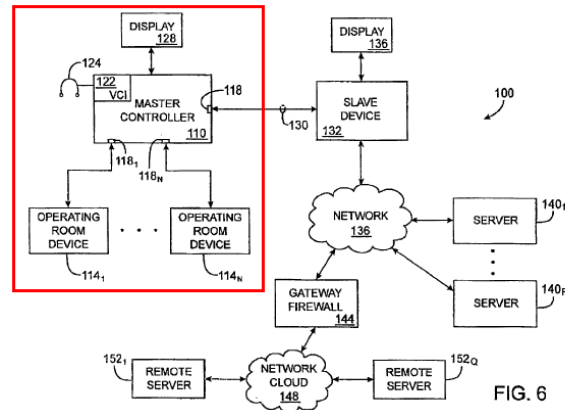 DISPLAY
128
DISPLAY
136
124
122
VCI
118
MASTER
CONTROLLER
110
130
SLAVE
DEVICE
132
100
118₁
118N
OPERATING
ROOM
DEVICE
OPERATING
ROOM
DEVICE
114₁
114N
NETWORK
136
SERVER
140₁
SERVER
140P
GATEWAY
FIREWALL
144
152₁
REMOTE
SERVER
NETWORK
CLOUD
148
REMOTE
SERVER
152Q
FIG. 6